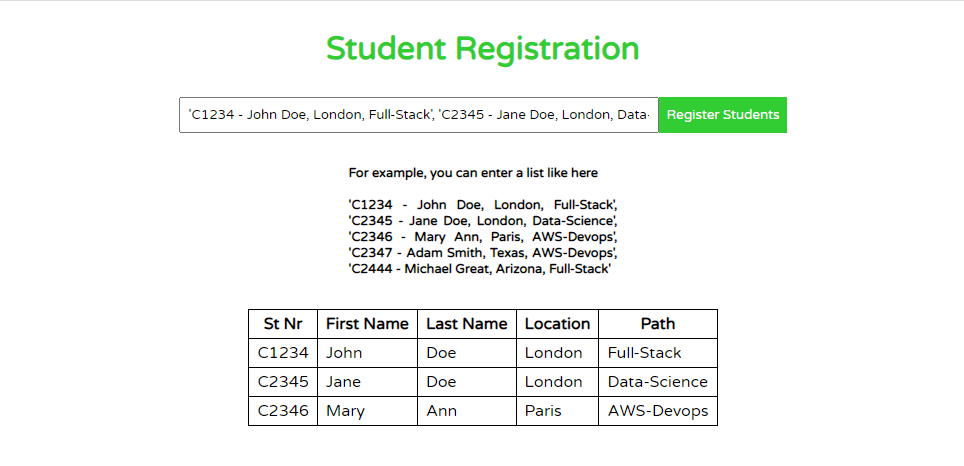 Student Registration
'C1234 - John Doe, London, Full-Stack', 'C2345 - Jane Doe, London, Data- Register Students
For example, you can enter a list like here
'C1234 - John Doe, London, Full-Stack',
'C2345 - Jane Doe, London, Data-Science',
'C2346 - Mary Ann, Paris, AWS-Devops',
'C2347 - Adam Smith, Texas, AWS-Devops',
'C2444 - Michael Great, Arizona, Full-Stack'
St Nr First Name Last Name Location Path
C1234 John Doe London Full-Stack
C2345 Jane Doe London Data-Science
C2346 Mary Ann Paris AWS-Devops